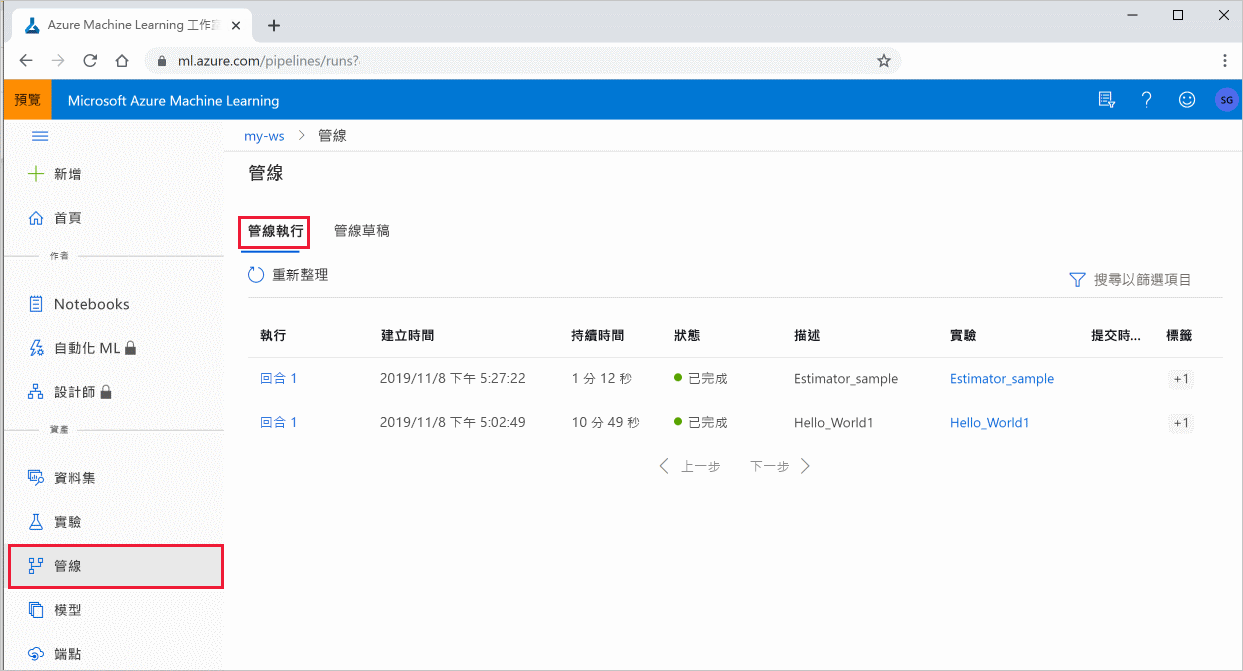 Azure Machine Learning 工作
ml.azure.com/pipelines/runs?
預覽 Microsoft Azure Machine Learning SG
my-ws > 管線
新增
首頁
作者
Notebooks
自動化 ML
設計師
資產
資料集
實驗
管線
模型
端點
管線
管線執行 管線草稿
重新整理 搜尋以篩選項目
執行 建立時間 持續時間 狀態 描述 實驗 提交時... 標籤
回合 1 2019/11/8 下午 5:27:22 1 分 12 秒 已完成 Estimator_sample Estimator_sample +1
回合 1 2019/11/8 下午 5:02:49 10 分 49 秒 已完成 Hello_World1 Hello_World1 +1
上一步 下一步